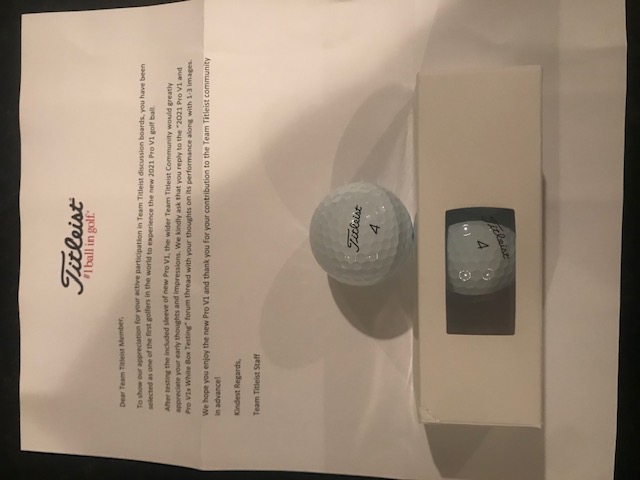 Titleist
#1 ball in golf.™
Dear Team Titleist Member,
To show our appreciation for your active participation in Team Titleist discussion boards, you have been
selected as one of the first golfers in the world to experience the new 2021 Pro V1 golf ball.
After testing the included sleeve of new Pro V1, the wider Team Titleist Community would greatly
appreciate your early thoughts and impressions. We kindly ask that you reply to the "2021 Pro V1 and
Pro V1x White Box Testing" forum thread with your thoughts on its performance along with 1-3 images.
We hope you enjoy the new Pro V1 and thank you for your contribution to the Team Titleist community
in advance!
Kindest Regards,
Team Titleist Staff
Titleist
4
Titleist
4